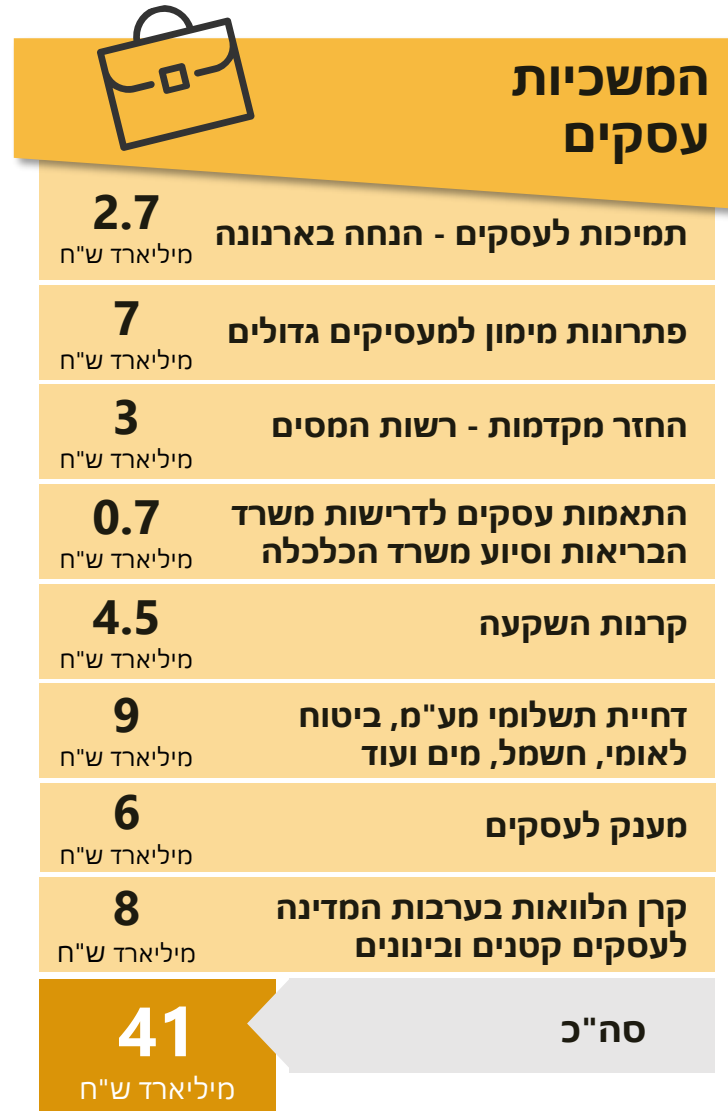 המשכיות
עסקים
תמיכות לעסקים - הנחה בארנונה
2.7
מיליארד ש"ח
פתרונות מימון למעסיקים גדולים
7
מיליארד ש"ח
החזר מקדמות - רשות המסים
3
מיליארד ש"ח
התאמות עסקים לדרישות משרד
הבריאות וסיוע משרד הכלכלה
0.7
מיליארד ש"ח
קרנות השקעה
4.5
מיליארד ש"ח
דחיית תשלומי מע"מ, ביטוח
לאומי, חשמל, מים ועוד
9
מיליארד ש"ח
מענק לעסקים
6
מיליארד ש"ח
קרן הלוואות בערבות המדינה
לעסקים קטנים ובינונים
8
מיליארד ש"ח
סה"כ
41
מיליארד ש"ח